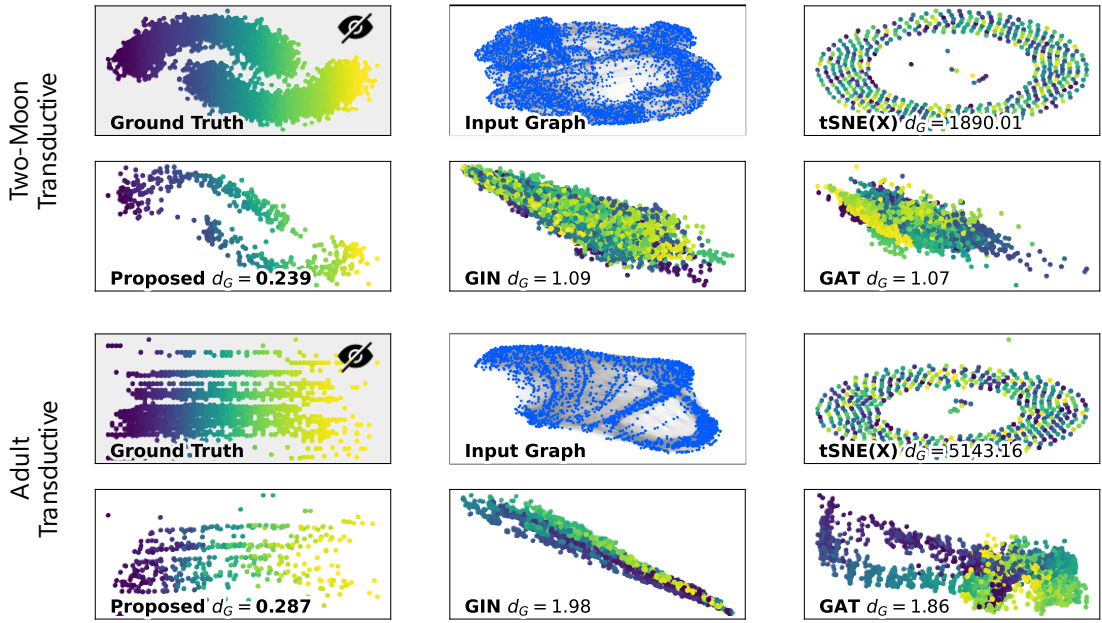 Two-Moon
Transductive
Ground Truth
Input Graph
tSNE(X) d_G = 1890.01
Proposed d_G = 0.239
GIN d_G = 1.09
GAT d_G = 1.07
Adult
Transductive
Ground Truth
Input Graph
tSNE(X) d_G = 5143.16
Proposed d_G = 0.287
GIN d_G = 1.98
GAT d_G = 1.86